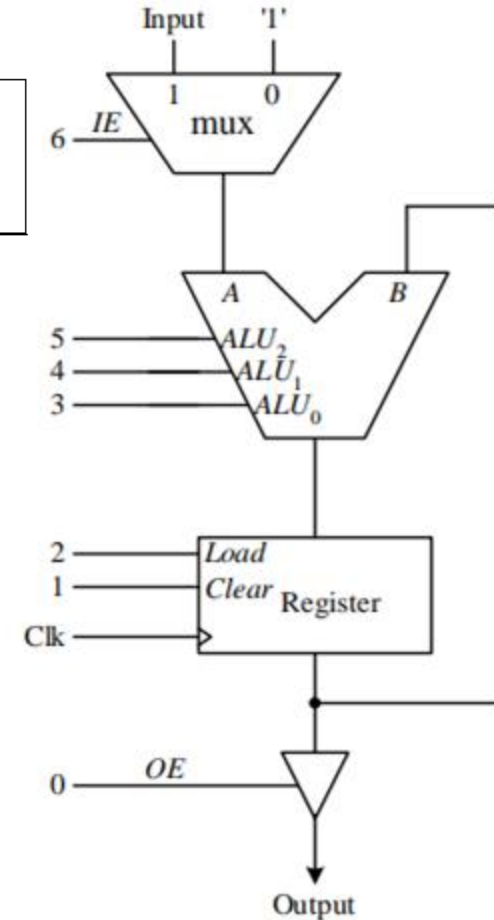 Input '1'
1 0
mux
6 IE
A B
5 ALU2
4 ALU1
3 ALU0
2 Load
1 Clear Register
Clk
0 OE
Output